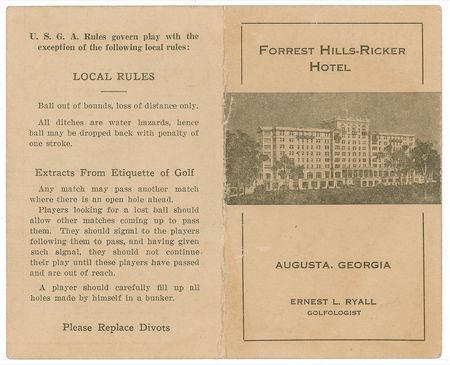 U. S. G. A. Rules govern play wth the
exception of the following local rules:
LOCAL RULES
Ball out of bounds, loss of distance only.
All ditches are water hazards, hence
ball may be dropped back with penalty of
one stroke.
Extracts From Etiquette of Golf
Any match may pass another match
where there is an open hole ahead.
Players looking for a lost ball should
allow other matches coming up to pass
them. They should signal to the players
following them to pass, and having given
such signal, they should not continue
their play until these players have passed
and are out of reach.
A player should carefully fill up all
holes made by himself in a bunker.
Please Replace Divots
FORREST HILLS-RICKER
HOTEL
AUGUSTA, GEORGIA
ERNEST L. RYALL
GOLFOLOGIST